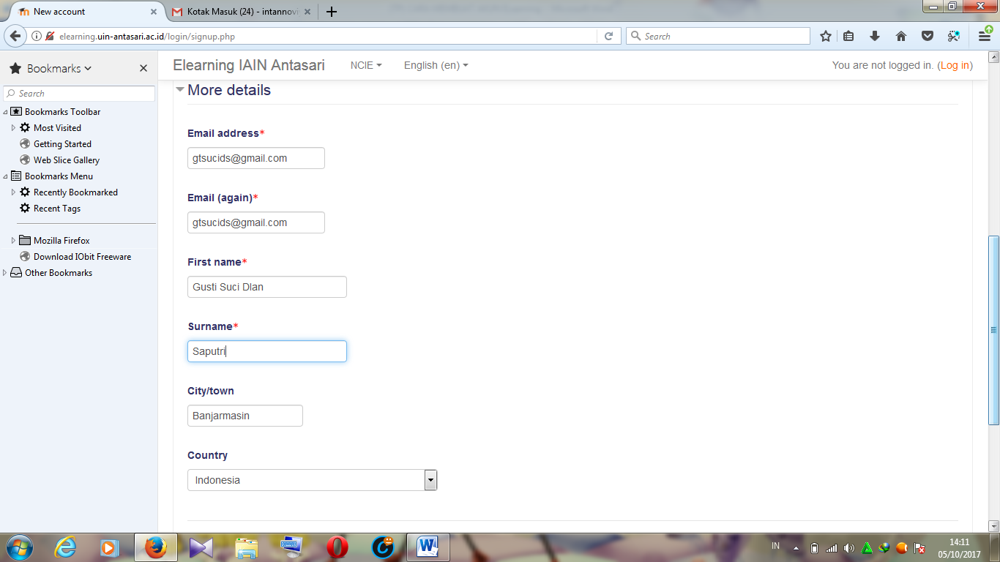 New account
Kotak Masuk (24) - intannovi
elearning.uin-antasari.ac.id/login/signup.php
Search
Bookmarks
Search
Bookmarks Toolbar
Most Visited
Getting Started
Web Slice Gallery
Bookmarks Menu
Recently Bookmarked
Recent Tags
Mozilla Firefox
Download IObit Freeware
Other Bookmarks
Elearning IAIN Antasari
NCIE
English (en)
You are not logged in. (Log in)
More details
Email address*
gtsucids@gmail.com
Email (again)*
gtsucids@gmail.com
First name*
Gusti Suci DIan
Surname*
Saputri
City/town
Banjarmasin
Country
Indonesia
IN
14:11
05/10/2017